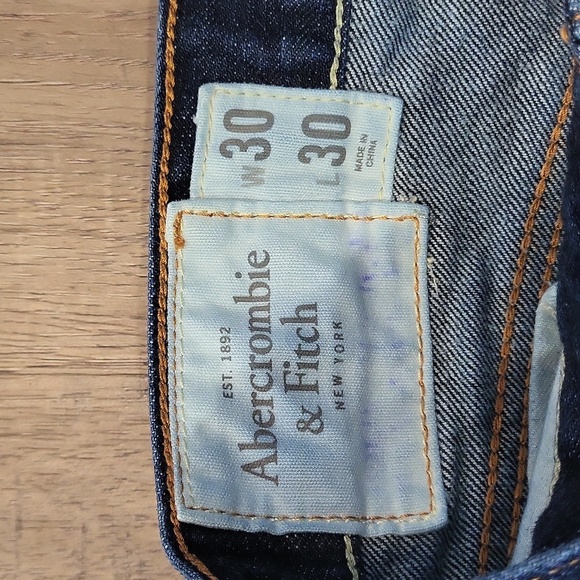 EST. 1892
Abercrombie
& Fitch
NEW YORK
W 30
L 30
MADE IN
CHINA